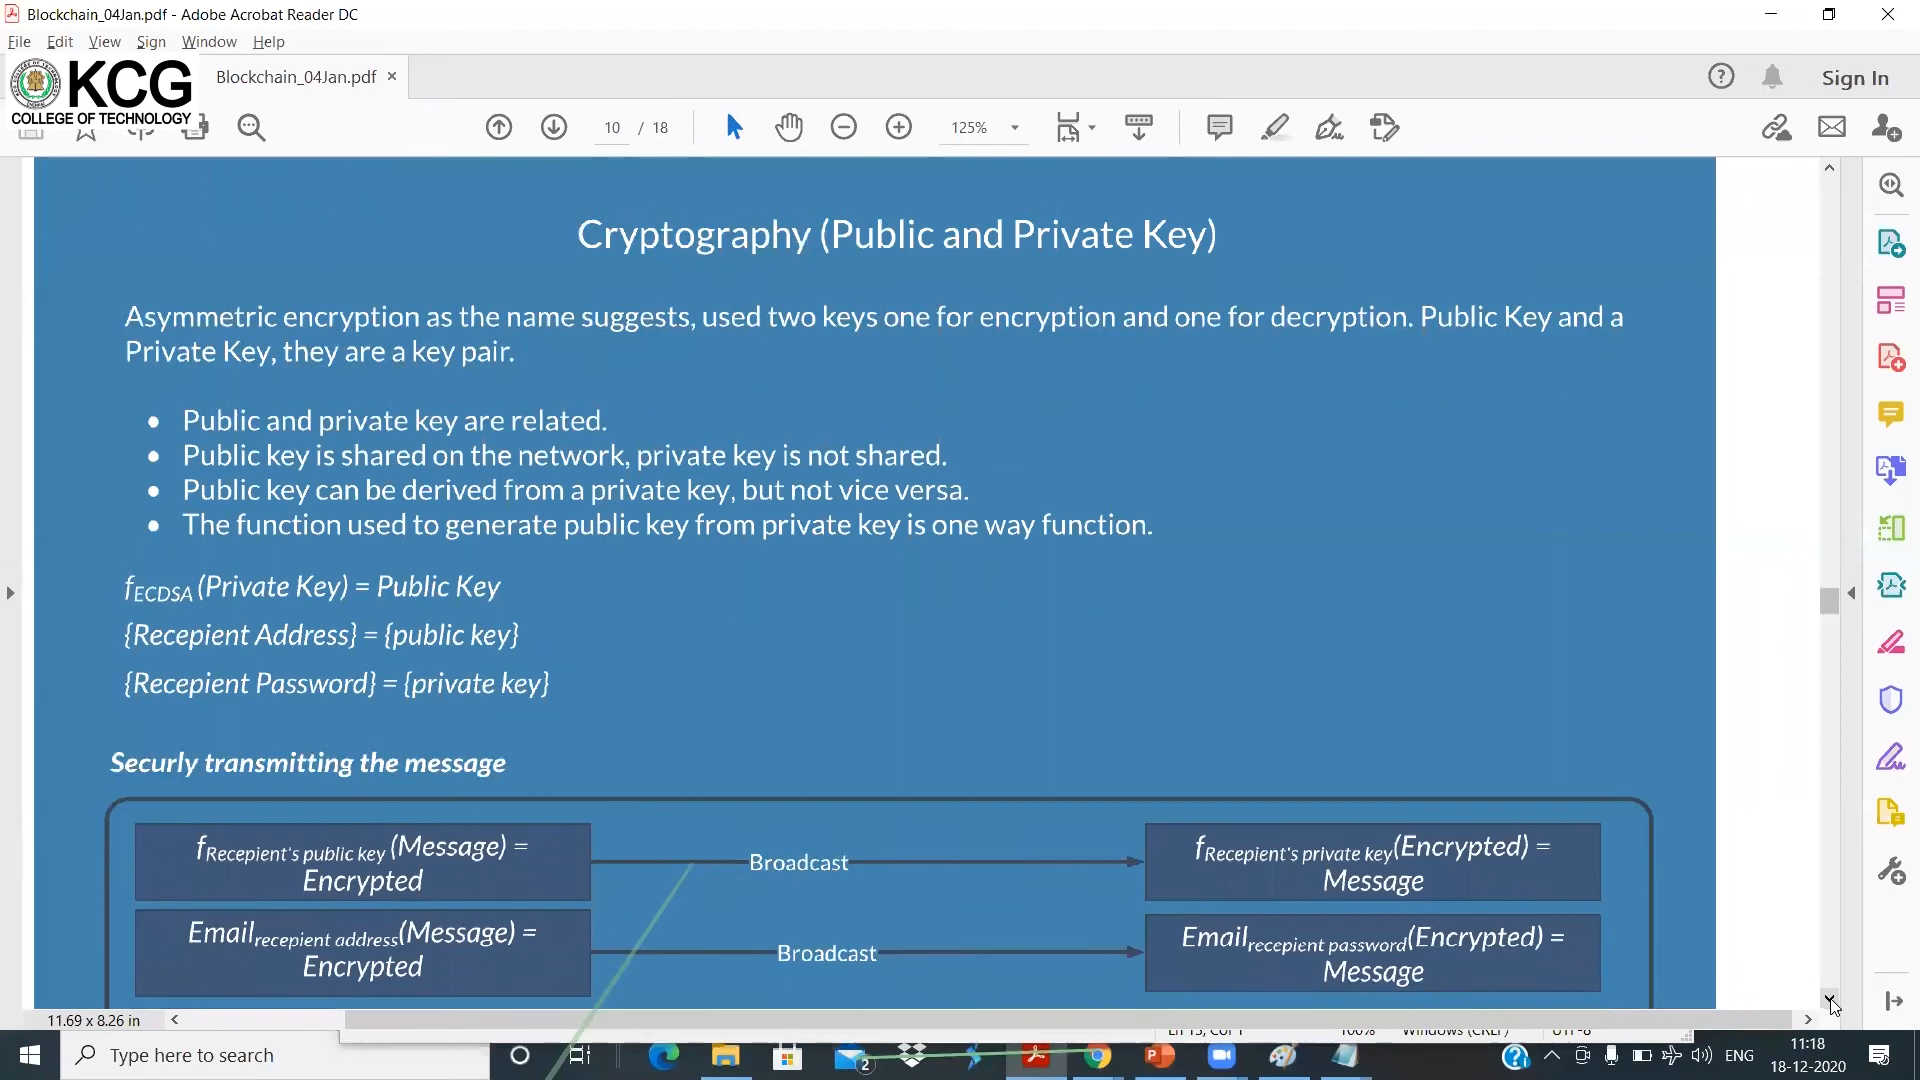 Blockchain_04Jan.pdf - Adobe Acrobat Reader DC
File Edit View Sign Window Help
KCG
COLLEGE OF TECHNOLOGY
Blockchain_04Jan.pdf ×
Sign In
10 / 18
125%
Cryptography (Public and Private Key)
Asymmetric encryption as the name suggests, used two keys one for encryption and one for decryption. Public Key and a
Private Key, they are a key pair.
• Public and private key are related.
• Public key is shared on the network, private key is not shared.
• Public key can be derived from a private key, but not vice versa.
• The function used to generate public key from private key is one way function.
fECDSA (Private Key) = Public Key
{Recepient Address} = {public key}
{Recepient Password} = {private key}
Securly transmitting the message
fRecepient's public key (Message) =
Encrypted
Broadcast
fRecepient's private key(Encrypted) =
Message
Emailrecepient address(Message) =
Encrypted
Broadcast
Emailrecepient password(Encrypted) =
Message
11.69 x 8.26 in
100% Windows (CRLF) UTF-8
Type here to search
2
ENG
11:18
18-12-2020